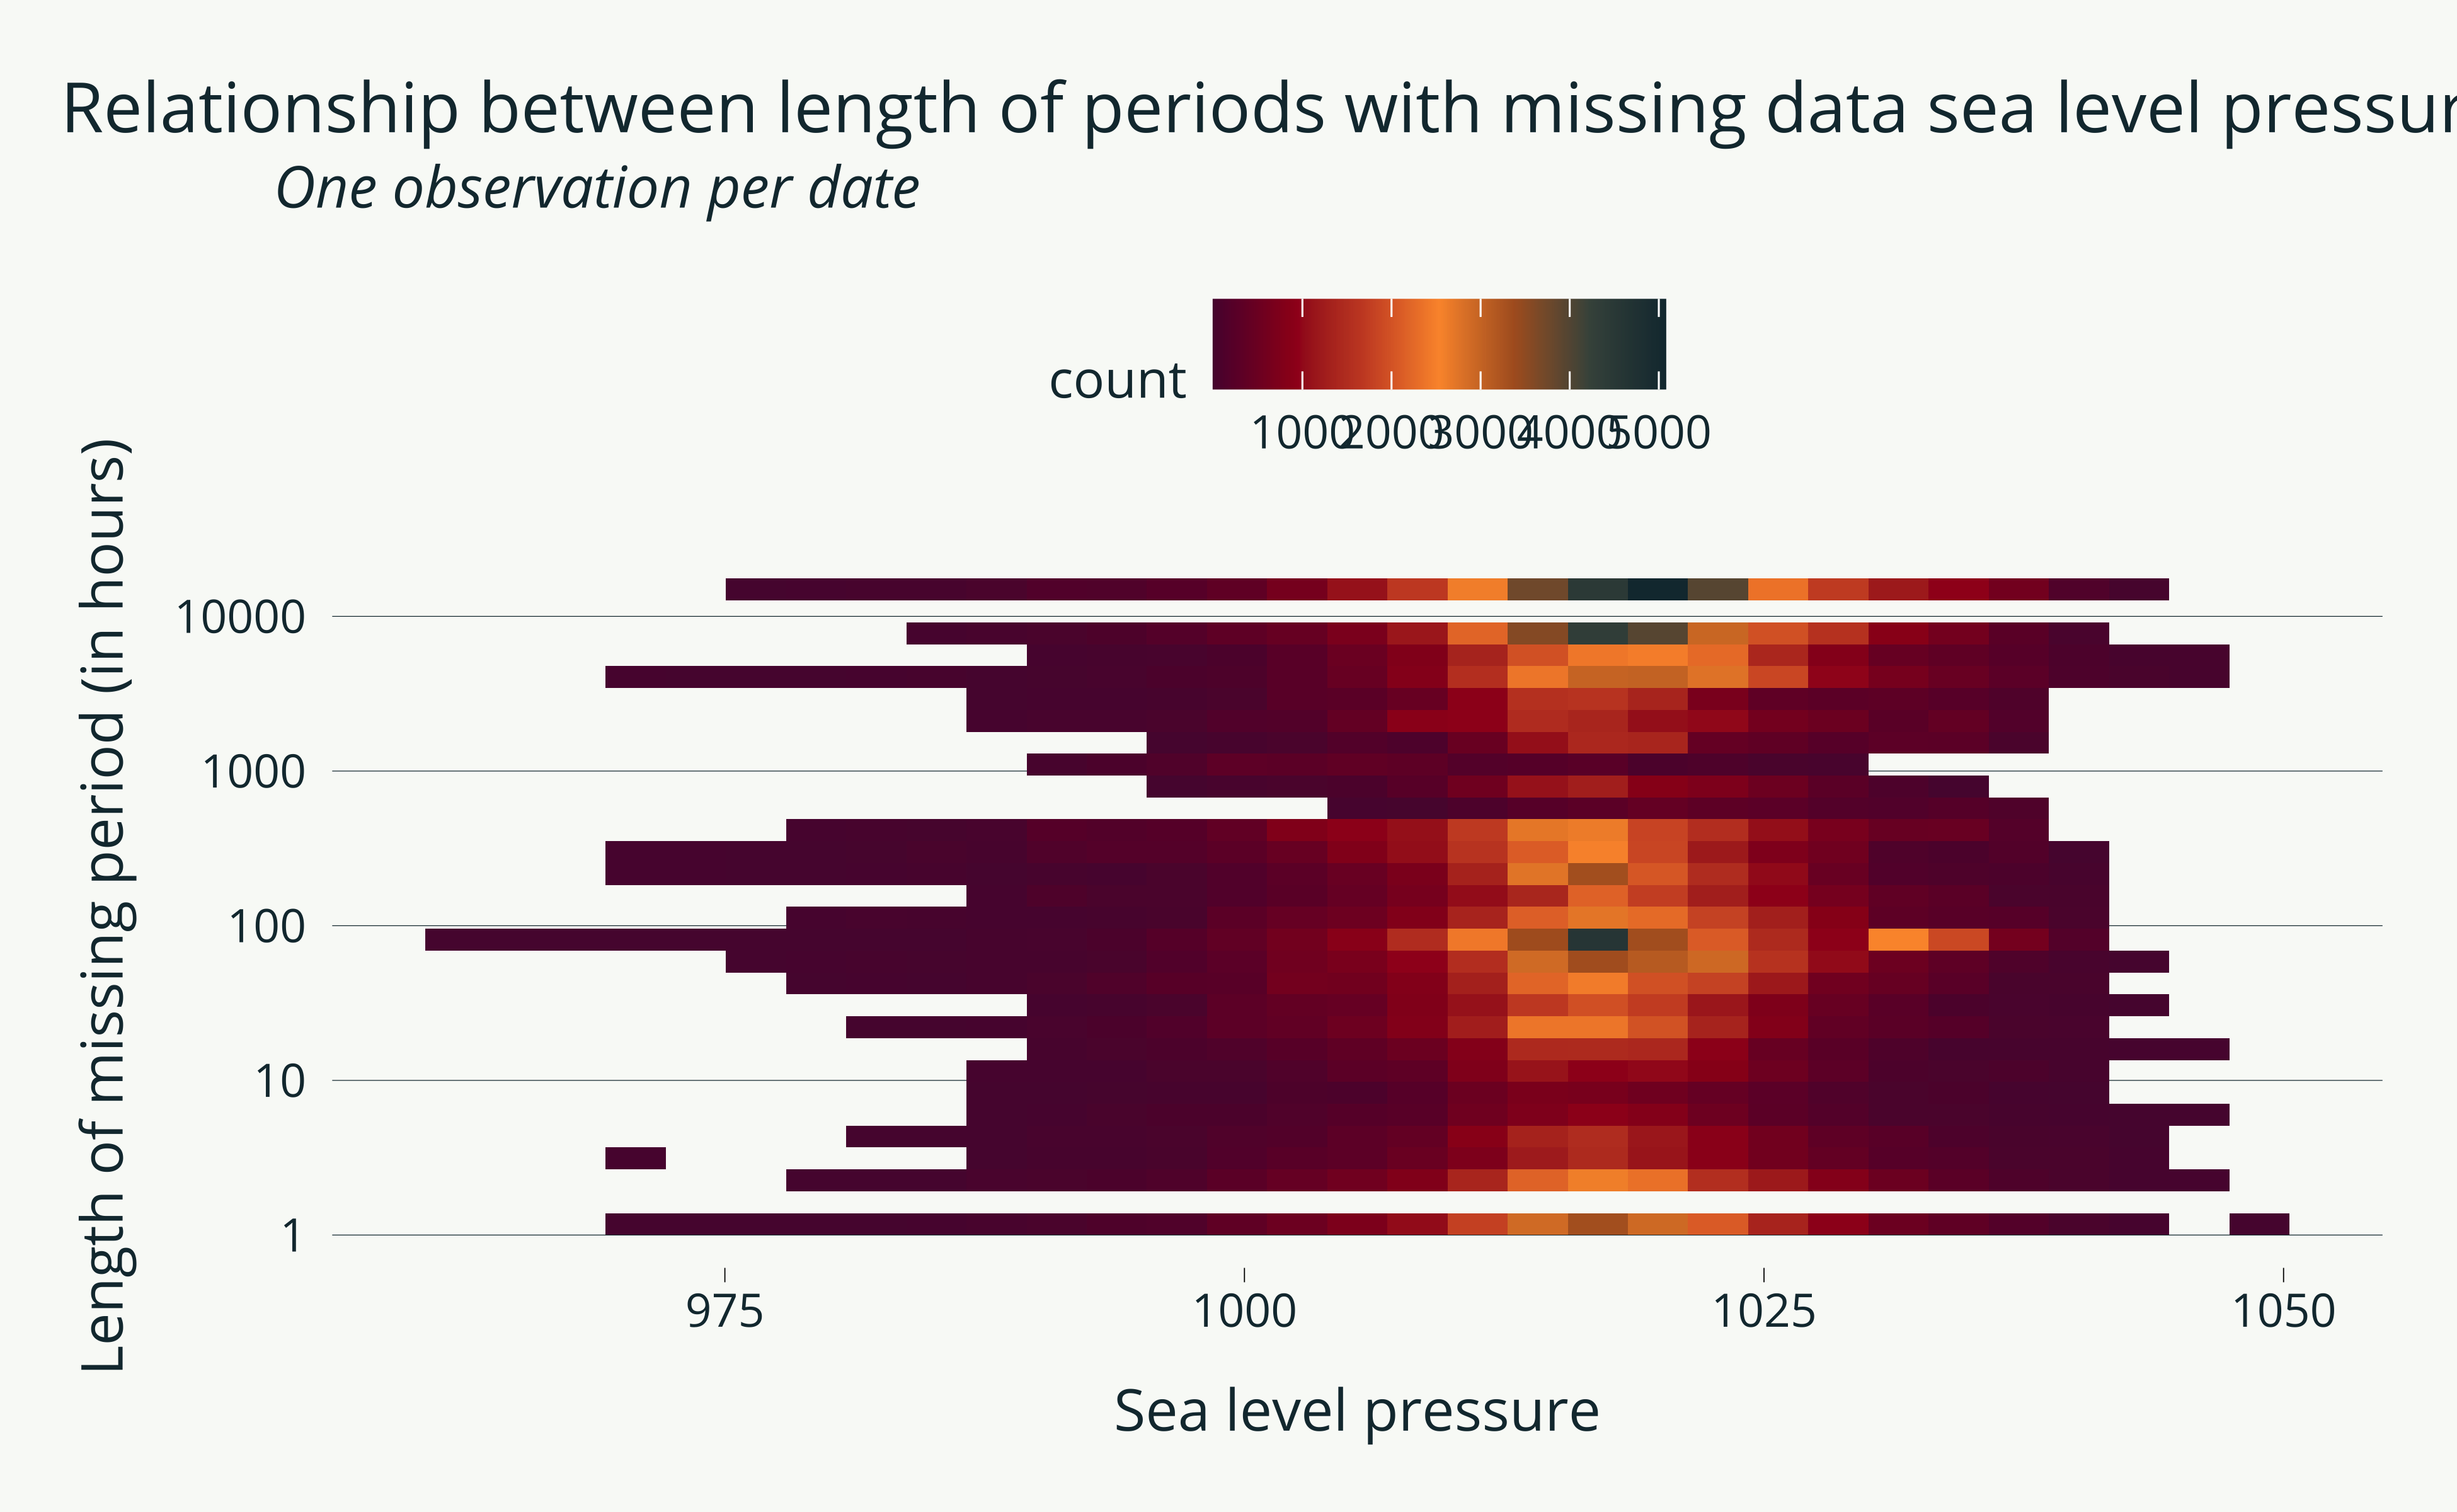 Relationship between length of periods with missing data sea level pressur
One observation per date
count
1000 2000 3000 4000 5000
Length of missing period (in hours)
10000
1000
100
10
1
975 1000 1025 1050
Sea level pressure